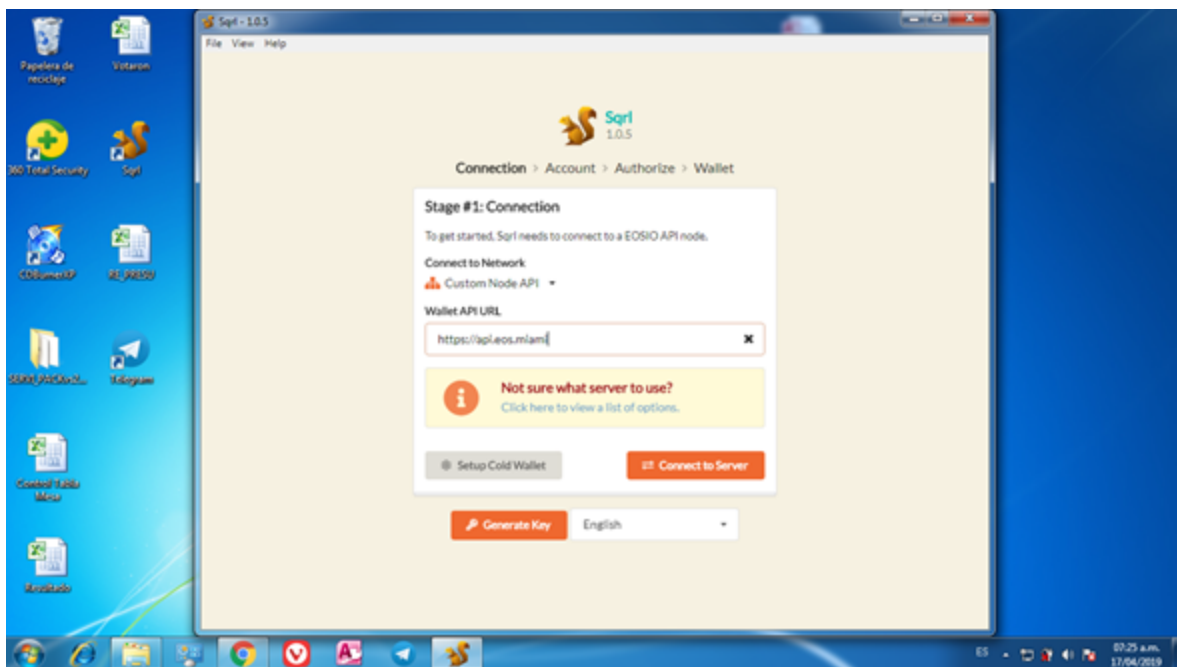 Sqrl - 1.0.5
File View Help
Papelera de
reciclaje
Votaron
360 Total Security
Sqrl
CDBurnerXP
RE_PRESU
Telegram
Control Tabla
Mesa
Resultado
Sqrl
1.0.5
Connection > Account > Authorize > Wallet
Stage #1: Connection
To get started, Sqrl needs to connect to a EOSIO API node.
Connect to Network
Custom Node API
Wallet API URL
https://api.eos.miami
Not sure what server to use?
Click here to view a list of options.
Setup Cold Wallet
Connect to Server
Generate Key
English
ES
07:25 a.m.
17/04/2019